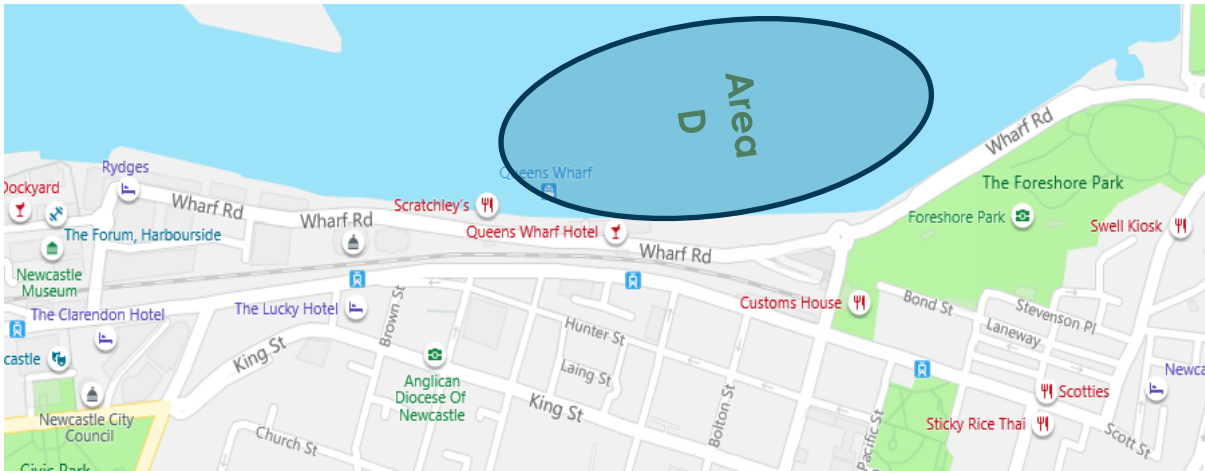 Area
D
Queens Wharf
Rydges
Dockyard
Wharf Rd
Scratchley's
Wharf Rd
The Forum, Harbourside
Queens Wharf Hotel
Wharf Rd
Wharf Rd
The Foreshore Park
Foreshore Park
Swell Kiosk
Newcastle
Museum
The Clarendon Hotel
The Lucky Hotel
Brown St
Customs House
Bond St
Stevenson Pl
Laneway
Hunter St
King St
castle
Laing St
Anglican
Diocese Of
Newcastle
King St
Bolton St
Pacific St
Scotties
Newca
Newcastle City
Council
Church St
Sticky Rice Thai
Scott St
Civic Park